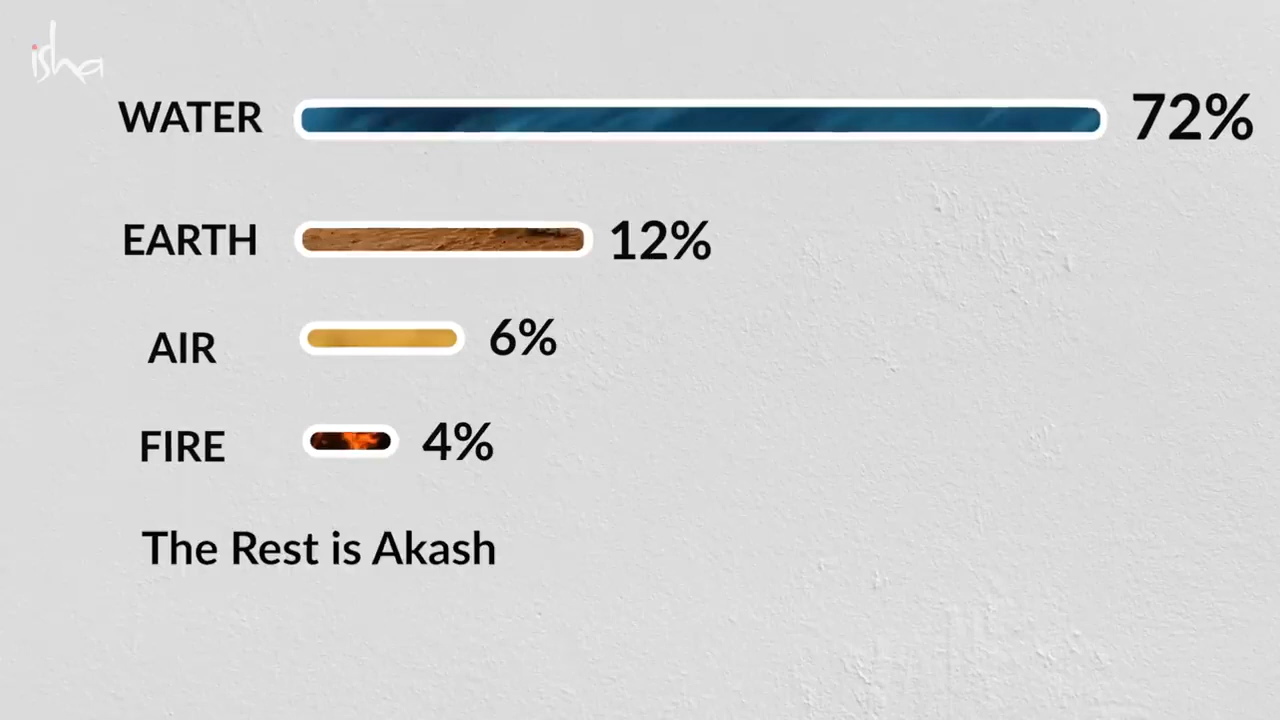 isha
WATER 72%
EARTH 12%
AIR 6%
FIRE 4%
The Rest is Akash